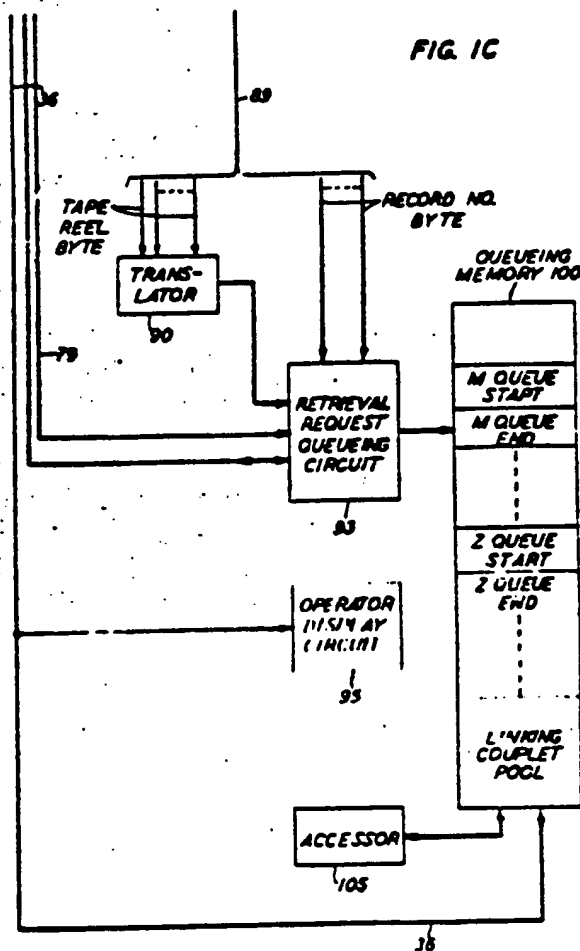 FIG. 1C
36
89
TAPE
REEL
BYTE
RECORD NO.
BYTE
TRANS-
LATOR
90
QUEUEING
MEMORY 100
79
RETRIEVAL
REQUEST
QUEUEING
CIRCUIT
93
M QUEUE
START
M QUEUE
END
Z QUEUE
START
Z QUEUE
END
OPERATOR
DISPLAY
CIRCUIT
95
LINKING
COUPLET
POOL
ACCESSOR
105
36